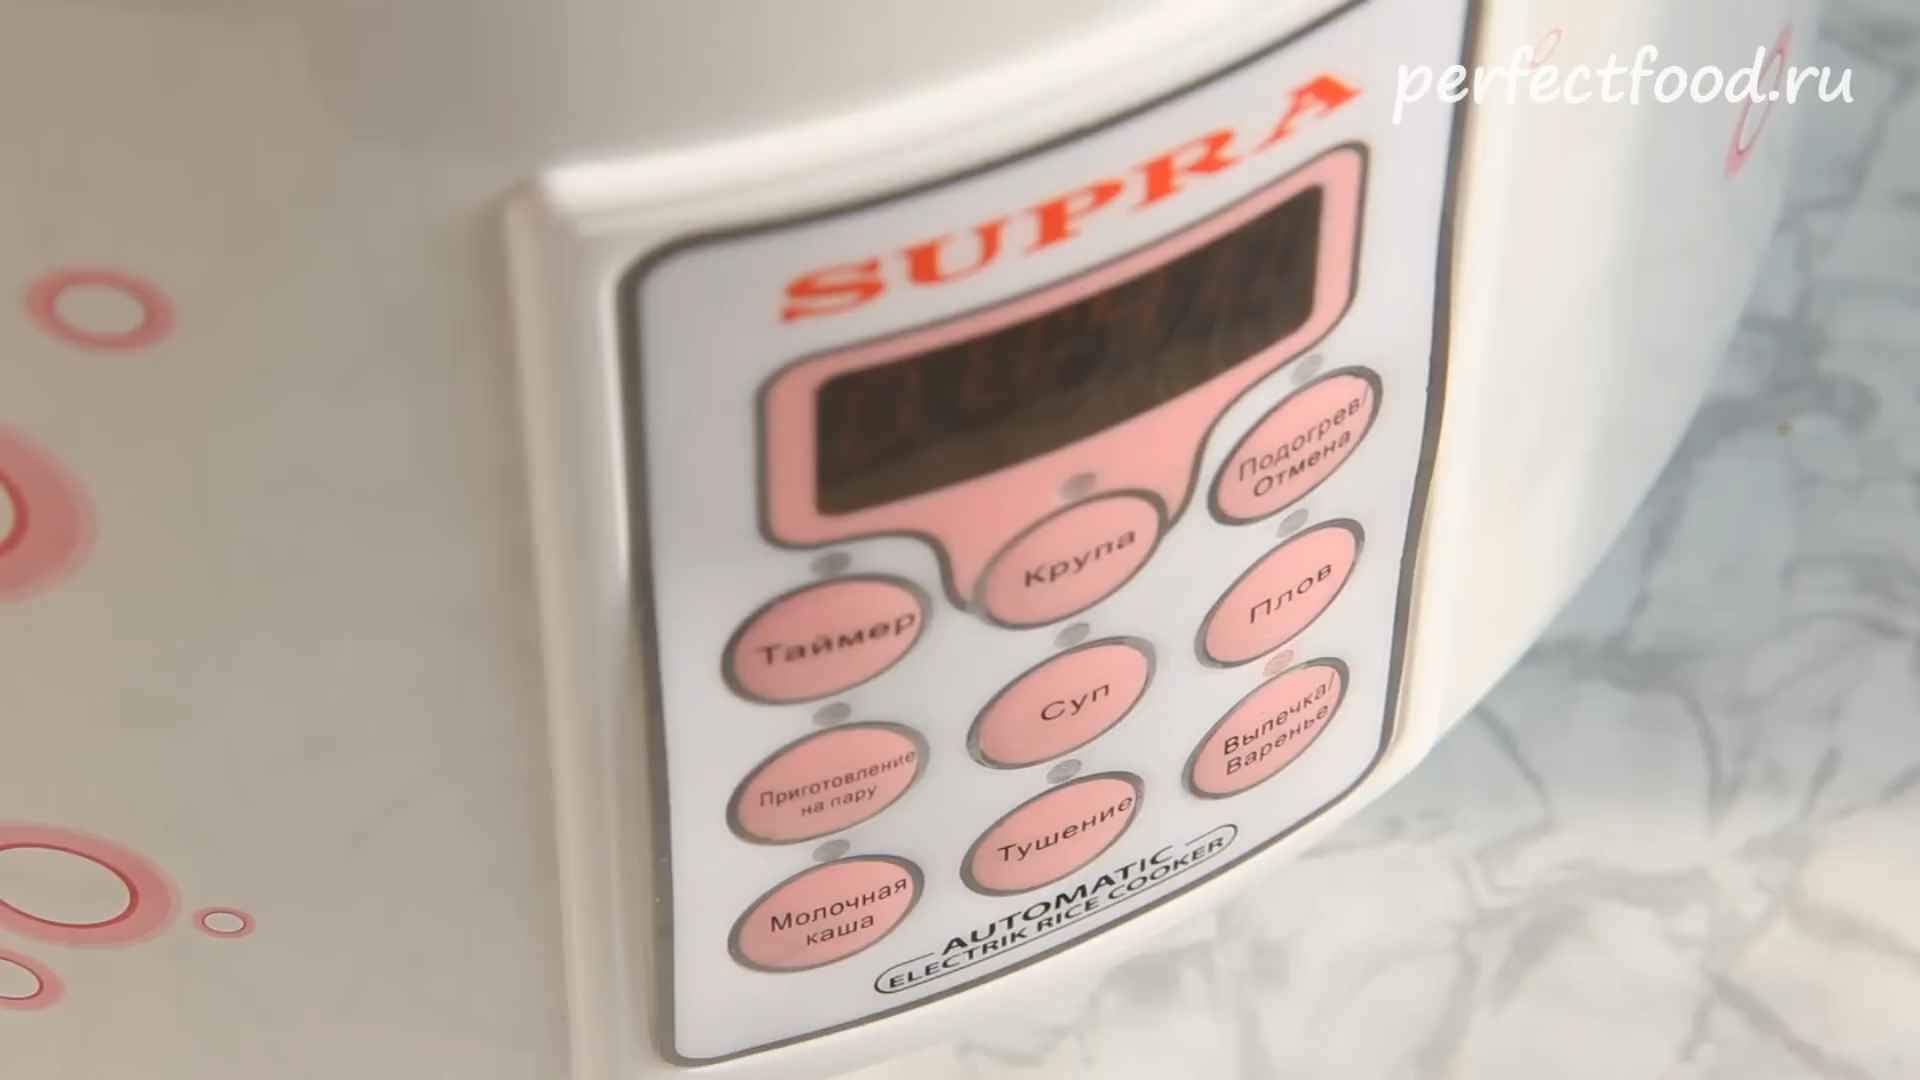 perfectfood.ru
SUPRA
Подогрев/
Отмена
Крупа
Таймер
Плов
Суп
Приготовление
на пару
Выпечка/
Варенье
Тушение
Молочная
каша
AUTOMATIC
ELECTRIK RICE COOKER